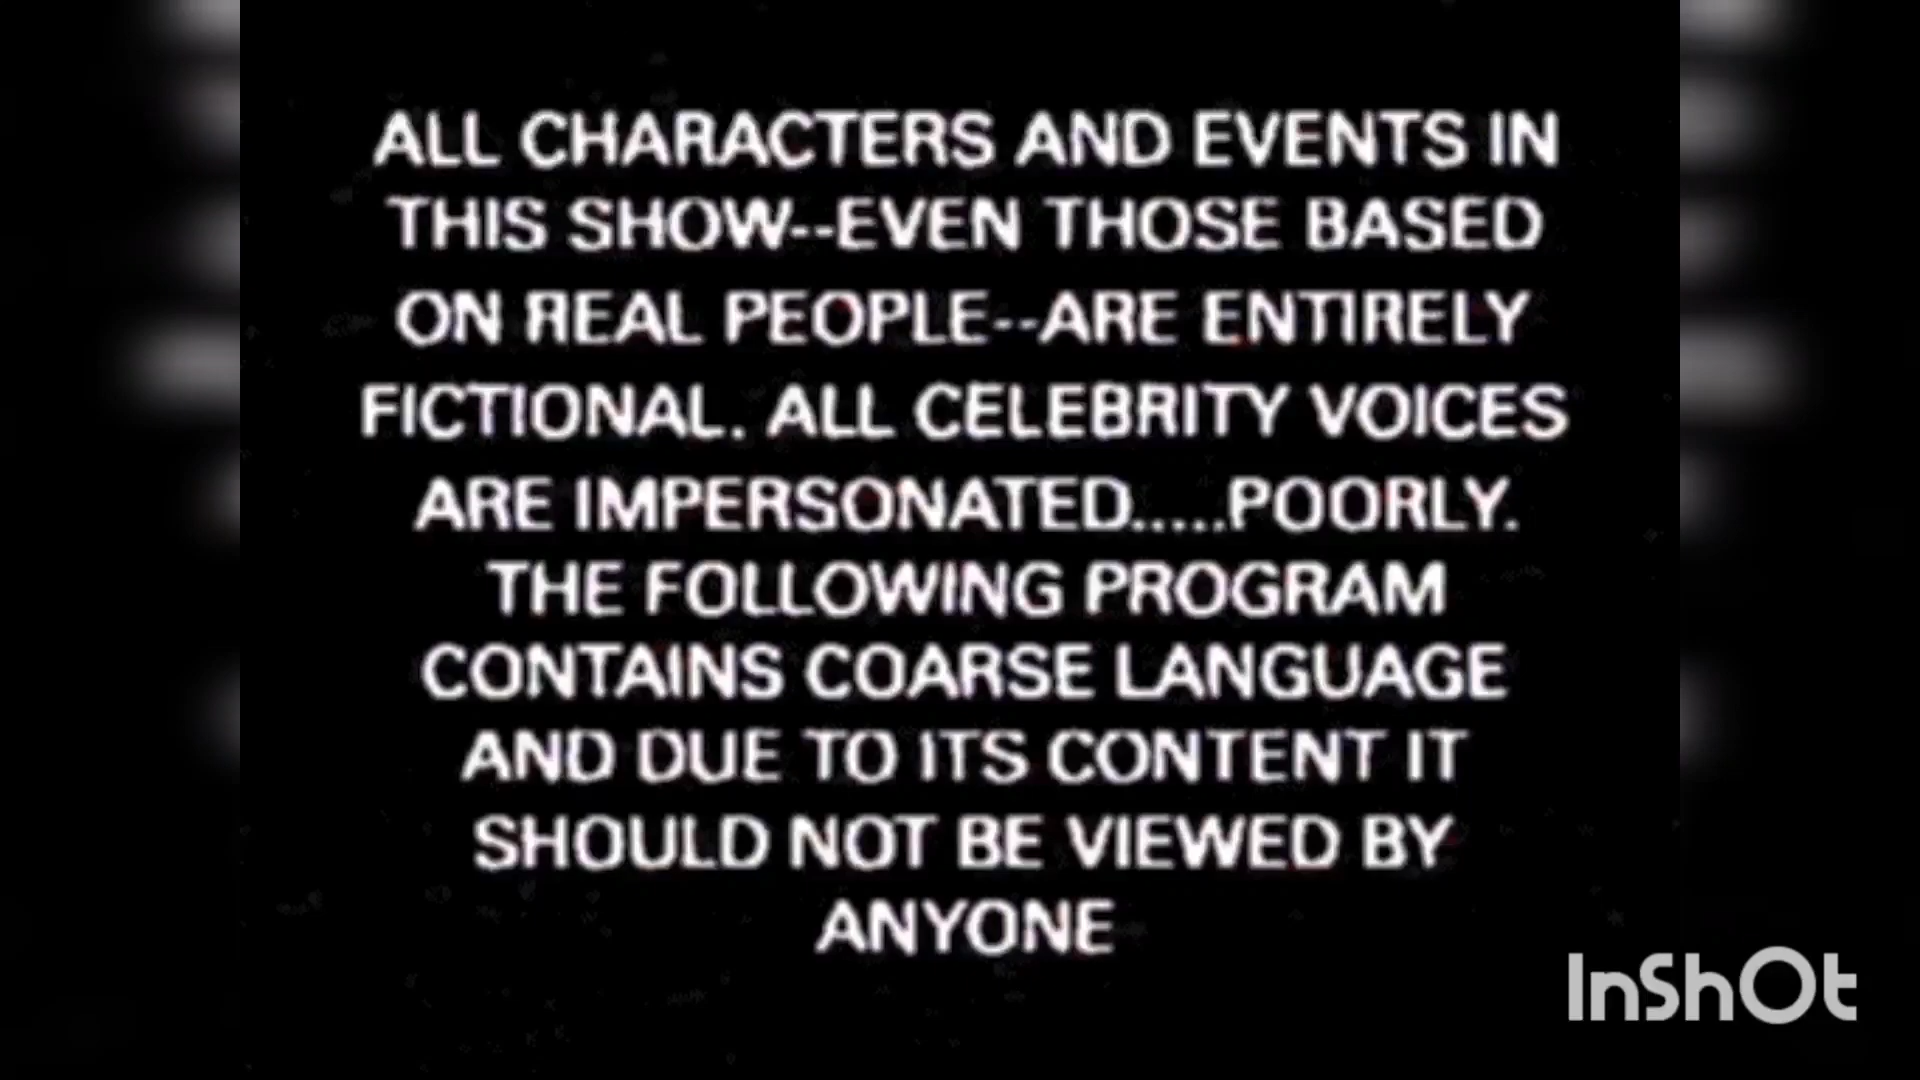 ALL CHARACTERS AND EVENTS IN
THIS SHOW--EVEN THOSE BASED
ON REAL PEOPLE--ARE ENTIRELY
FICTIONAL. ALL CELEBRITY VOICES
ARE IMPERSONATED.....POORLY.
THE FOLLOWING PROGRAM
CONTAINS COARSE LANGUAGE
AND DUE TO ITS CONTENT IT
SHOULD NOT BE VIEWED BY
ANYONE
InShOt